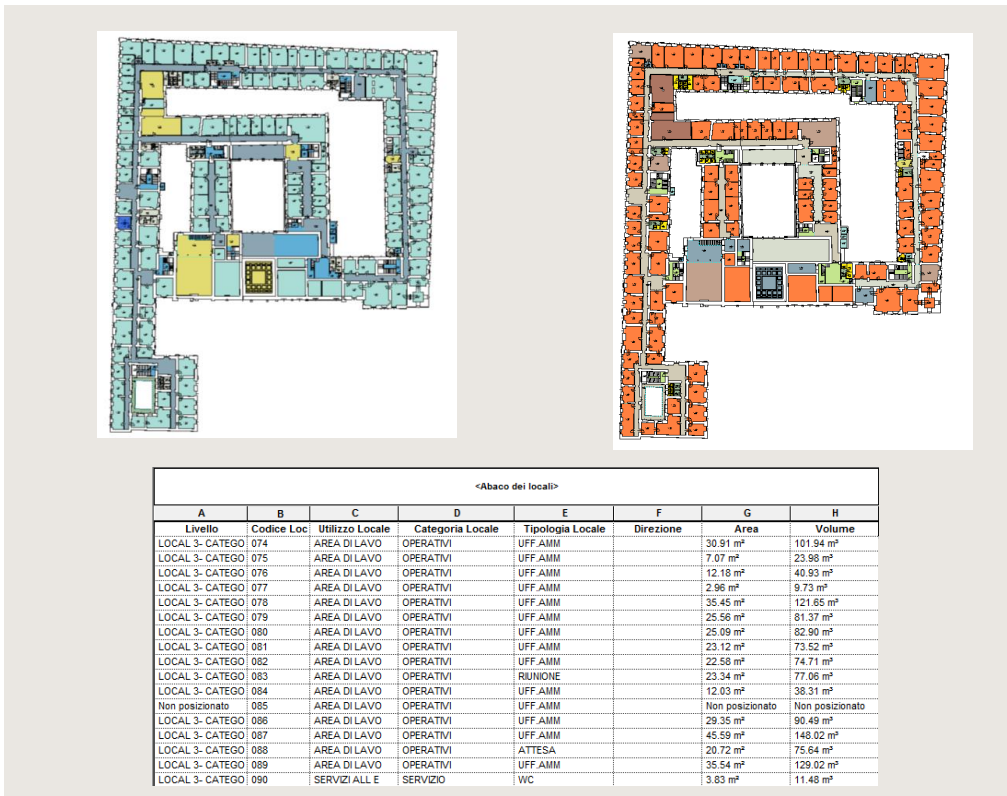 <Abaco dei locali>
A B C D E F G H
Livello Codice Loc Utilizzo Locale Categoria Locale Tipologia Locale Direzione Area Volume
LOCAL 3- CATEGO 074 AREA DI LAVO OPERATIVI UFF.AMM 30.91 m² 101.94 m³
LOCAL 3- CATEGO 075 AREA DI LAVO OPERATIVI UFF.AMM 7.07 m² 23.98 m³
LOCAL 3- CATEGO 076 AREA DI LAVO OPERATIVI UFF.AMM 12.18 m² 40.93 m³
LOCAL 3- CATEGO 077 AREA DI LAVO OPERATIVI UFF.AMM 2.96 m² 9.73 m³
LOCAL 3- CATEGO 078 AREA DI LAVO OPERATIVI UFF.AMM 35.45 m² 121.65 m³
LOCAL 3- CATEGO 079 AREA DI LAVO OPERATIVI UFF.AMM 25.56 m² 81.37 m³
LOCAL 3- CATEGO 080 AREA DI LAVO OPERATIVI UFF.AMM 25.09 m² 82.90 m³
LOCAL 3- CATEGO 081 AREA DI LAVO OPERATIVI UFF.AMM 23.12 m² 73.52 m³
LOCAL 3- CATEGO 082 AREA DI LAVO OPERATIVI UFF.AMM 22.58 m² 74.71 m³
LOCAL 3- CATEGO 083 AREA DI LAVO OPERATIVI RIUNIONE 23.34 m² 77.06 m³
LOCAL 3- CATEGO 084 AREA DI LAVO OPERATIVI UFF.AMM 12.03 m² 38.31 m³
Non posizionato 085 AREA DI LAVO OPERATIVI UFF.AMM Non posizionato Non posizionato
LOCAL 3- CATEGO 086 AREA DI LAVO OPERATIVI UFF.AMM 29.35 m² 90.49 m³
LOCAL 3- CATEGO 087 AREA DI LAVO OPERATIVI UFF.AMM 45.59 m² 148.02 m³
LOCAL 3- CATEGO 088 AREA DI LAVO OPERATIVI ATTESA 20.72 m² 75.64 m³
LOCAL 3- CATEGO 089 AREA DI LAVO OPERATIVI UFF.AMM 35.54 m² 129.02 m³
LOCAL 3- CATEGO 090 SERVIZI ALL E SERVIZIO WC 3.83 m² 11.48 m³